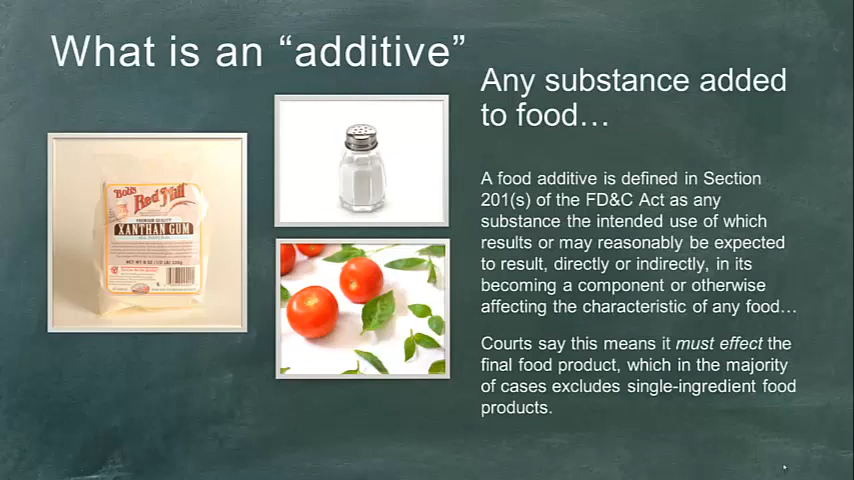 What is an “additive”
Any substance added
to food…
Bob's
Red Mill
PREMIUM QUALITY
XANTHAN GUM
A food additive is defined in Section
201(s) of the FD&C Act as any
substance the intended use of which
results or may reasonably be expected
to result, directly or indirectly, in its
becoming a component or otherwise
affecting the characteristic of any food…
Courts say this means it must effect the
final food product, which in the majority
of cases excludes single-ingredient food
products.